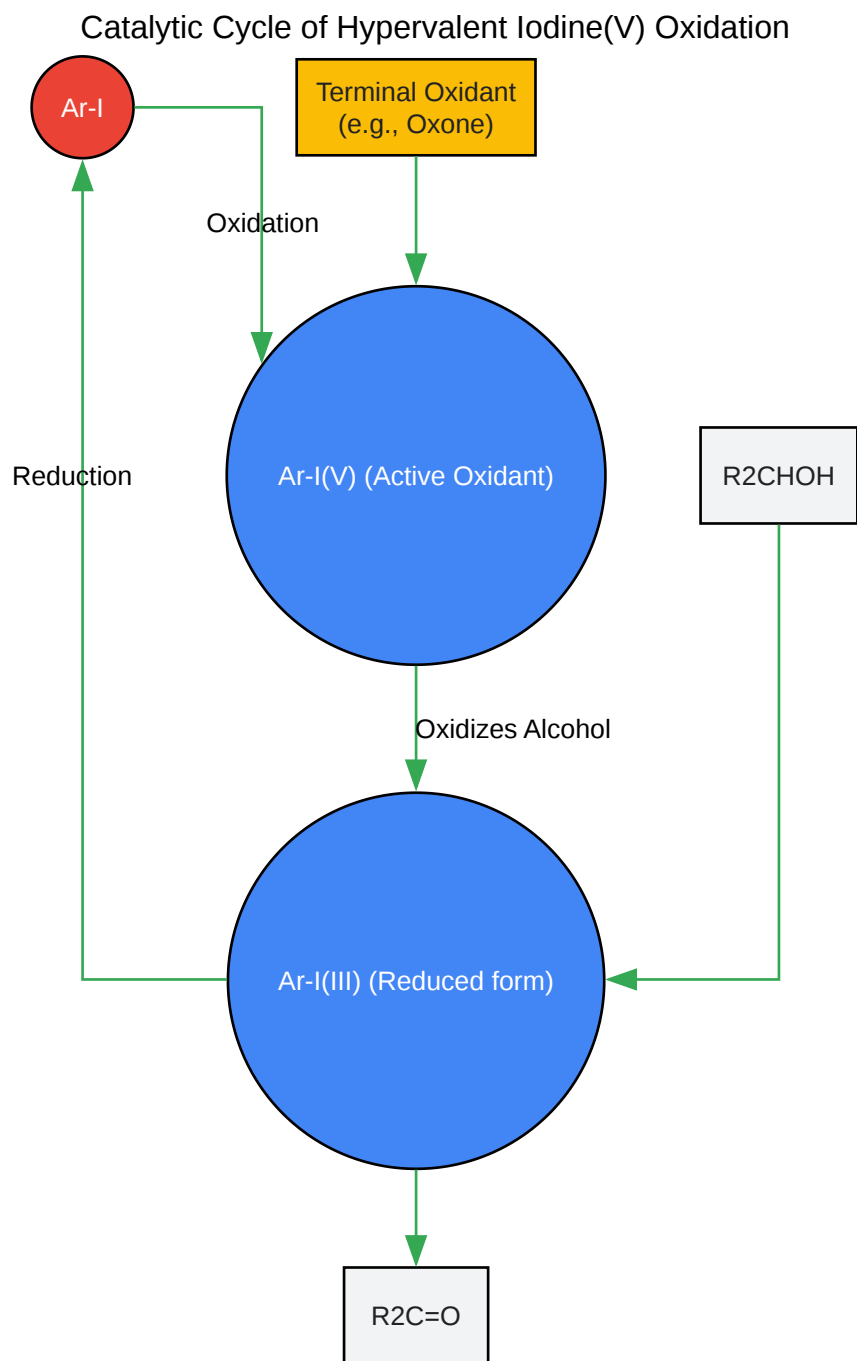 Catalytic Cycle of Hypervalent Iodine(V) Oxidation
Ar-I
Terminal Oxidant
(e.g., Oxone)
Oxidation
Ar-I(V) (Active Oxidant)
R2CHOH
Reduction
Oxidizes Alcohol
Ar-I(III) (Reduced form)
R2C=O